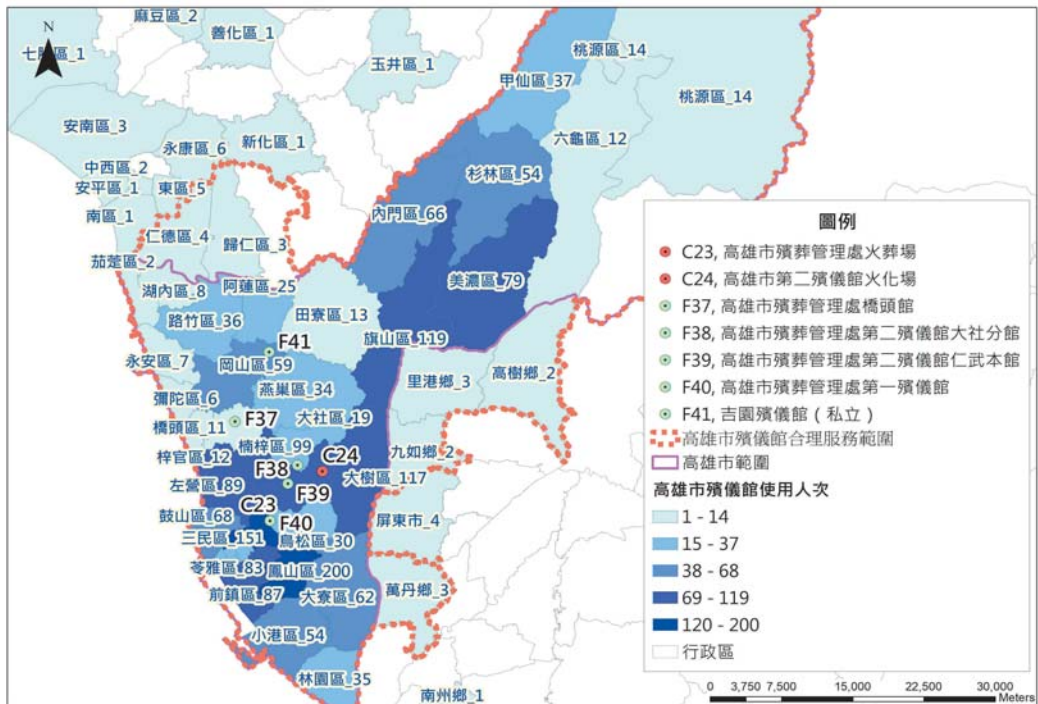 麻豆區_2
善化區_1
七股區_1
N
玉井區_1
桃源區_14
甲仙區_37
桃源區_14
安南區_3
永康區_6
新化區_1
六龜區_12
中西區_2
杉林區_54
安平區_1
東區_5
內門區_66
南區_1
仁德區_4
歸仁區_3
茄萣區_2
湖內區_8
阿蓮區_25
美濃區_79
路竹區_36
田寮區_13
旗山區_119
F41
永安區_7
岡山區_59
里港鄉_3
高樹鄉_2
彌陀區_6
燕巢區_34
橋頭區_11
F37
大社區_19
梓官區_12
楠梓區_99
C24
九如鄉_2
F38
大樹區_117
左營區_89
F39
C23
鼓山區_68
F40
屏東市_4
三民區_151
鳥松區_30
苓雅區_83
鳳山區_200
萬丹鄉_3
前鎮區_87
大寮區_62
小港區_54
林園區_35
南州鄉_1
圖例
C23, 高雄市殯葬管理處火葬場
C24, 高雄市第二殯儀館火化場
F37, 高雄市殯葬管理處橋頭館
F38, 高雄市殯葬管理處第二殯儀館大社分館
F39, 高雄市殯葬管理處第二殯儀館仁武本館
F40, 高雄市殯葬管理處第一殯儀館
F41, 吉園殯儀館（私立）
高雄市殯儀館合理服務範圍
高雄市範圍
高雄市殯儀館使用人次
1 - 14
15 - 37
38 - 68
69 - 119
120 - 200
行政區
0 3,750 7,500 15,000 22,500 30,000
Meters